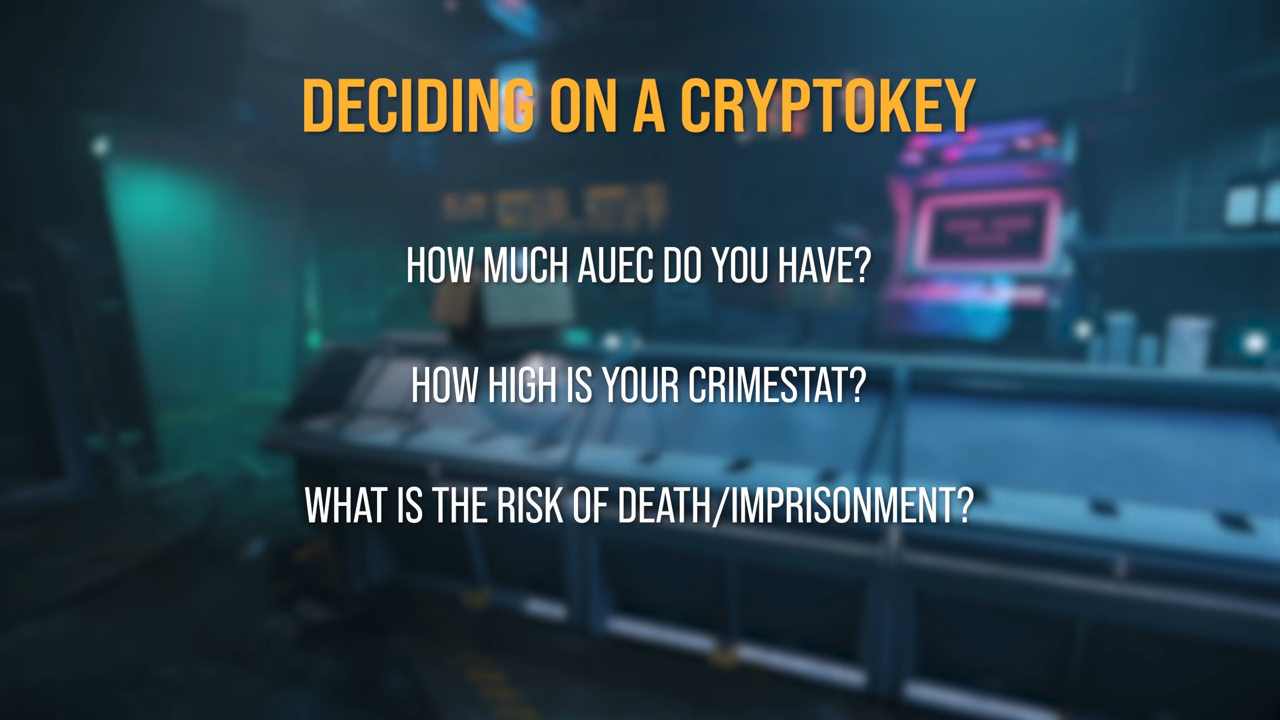 DECIDING ON A CRYPTOKEY
HOW MUCH AUEC DO YOU HAVE?
HOW HIGH IS YOUR CRIMESTAT?
WHAT IS THE RISK OF DEATH/IMPRISONMENT?